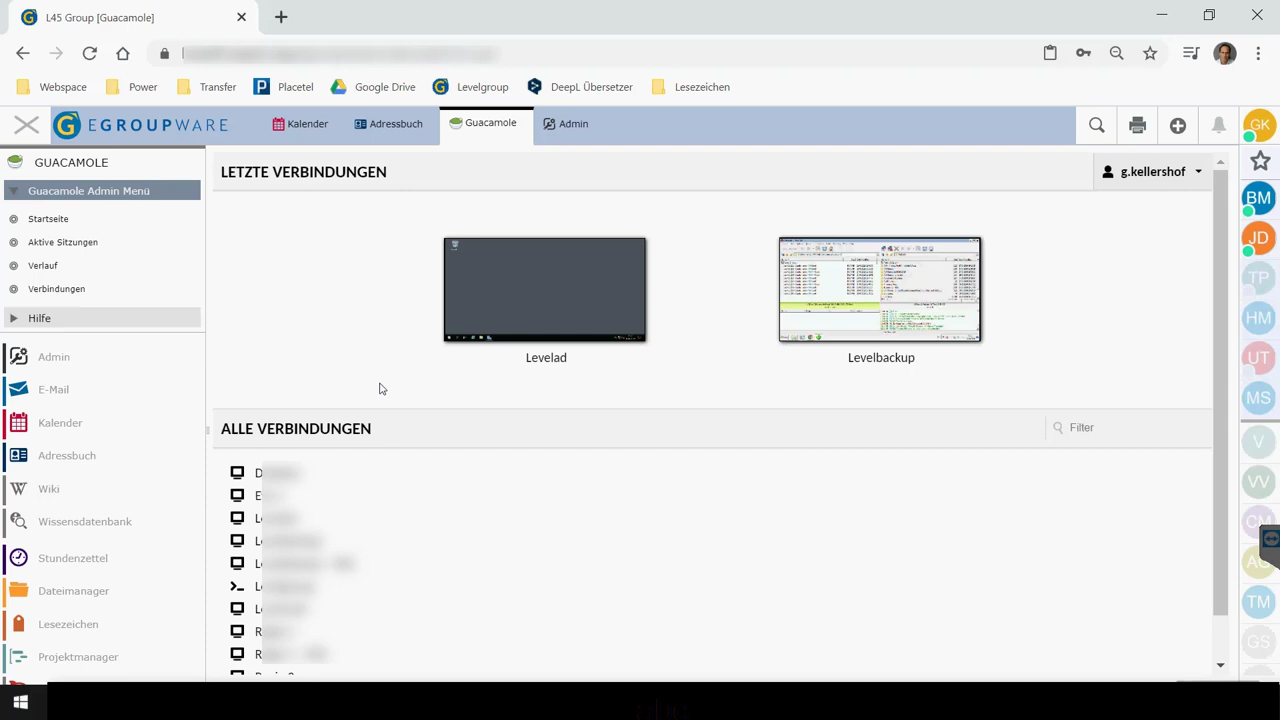 L45 Group [Guacamole]
Webspace Power Transfer Placetel Google Drive Levelgroup DeepL Übersetzer Lesezeichen
EGROUPWARE Kalender Adressbuch Guacamole Admin
GUACAMOLE
Guacamole Admin Menü
Startseite
Aktive Sitzungen
Verlauf
Verbindungen
Hilfe
Admin
E-Mail
Kalender
Adressbuch
Wiki
Wissensdatenbank
Stundenzettel
Dateimanager
Lesezeichen
Projektmanager
LETZTE VERBINDUNGEN
g.kellershof
Levelad
Levelbackup
ALLE VERBINDUNGEN
Filter
GK
BM
JD
TP
HM
UT
MS
V
VV
CM
AG
TM
GS